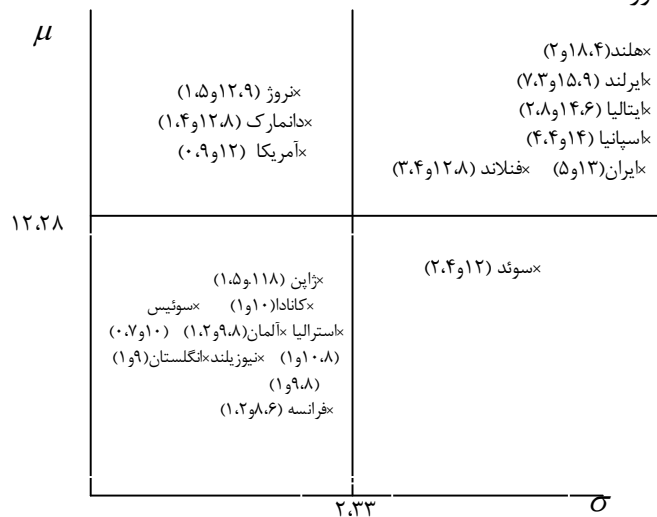 μ
×هلند(۱۸،۴و۲)
×ایرلند (۱۵،۹و۷،۳)
×ایتالیا (۱۴،۶و۲،۸)
×اسپانیا (۱۴و۴،۴)
×ایران(۱۳و۵) ×فنلاند (۱۲،۸و۳،۴)
×نروژ (۱۲،۹و۱،۵)
×دانمارک (۱۲،۸و۱،۴)
×آمریکا (۱۲و۰،۹)
۱۲،۲۸
×سوئد (۱۲و۲،۴)
×ژاپن (۱۱۸.و۱،۵)
×کانادا(۱۰و۱) ×سوئیس
×استرالیا ×آلمان(۹،۸و۱،۲) (۱۰و۰،۷)
(۱۰،۸و۱) ×نیوزیلند×انگلستان(۹و۱)
(۹،۸و۱)
×فرانسه (۸،۶و۱،۲)
۲،۳۳
σ